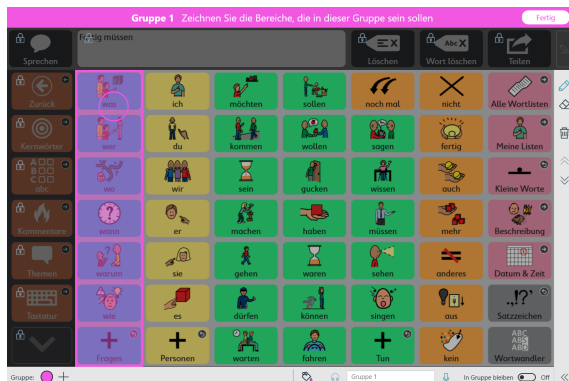 Gruppe 1 Zeichnen Sie die Bereiche, die in dieser Gruppe sein sollen Fertig
Fertig müssen
Sprechen Löschen Wort löschen Teilen
Zurück was ich möchten sollen noch mal nicht Alle Wortlisten
Kernwörter wer du kommen wollen sagen fertig Meine Listen
abc wo wir sein gucken wissen auch Kleine Worte
Kommentare wann er machen haben müssen mehr Beschreibung
Themen warum sie gehen waren sehen anderes Datum & Zeit
Tastatur wie es dürfen können singen aus Satzzeichen
Fragen Personen warten fahren Tun kein Wortwandler
Gruppe: Gruppe 1 In Gruppe bleiben Off